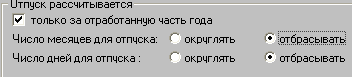 Отпуск рассчитывается
только за отработанную часть года
Число месяцев для отпуска: округлять отбрасывать
Число дней для отпуска : округлять отбрасывать